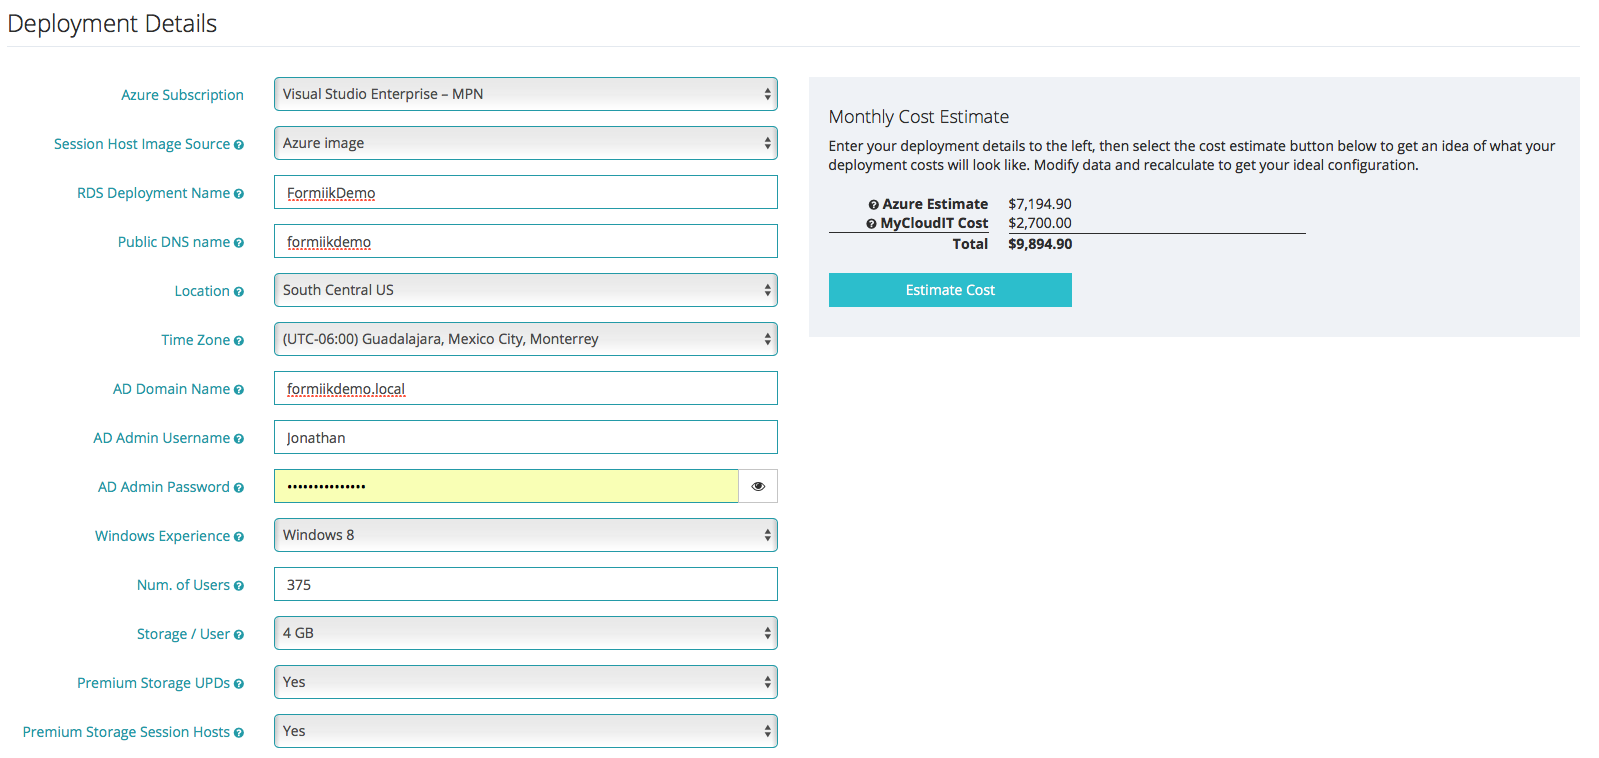 Deployment Details
Azure Subscription
Visual Studio Enterprise – MPN
Session Host Image Source
Azure image
RDS Deployment Name
FormiikDemo
Public DNS name
formiikdemo
Location
South Central US
Time Zone
(UTC-06:00) Guadalajara, Mexico City, Monterrey
AD Domain Name
formiikdemo.local
AD Admin Username
Jonathan
AD Admin Password
•••••••••••••••
Windows Experience
Windows 8
Num. of Users
375
Storage / User
4 GB
Premium Storage UPDs
Yes
Premium Storage Session Hosts
Yes
Monthly Cost Estimate
Enter your deployment details to the left, then select the cost estimate button below to get an idea of what your
deployment costs will look like. Modify data and recalculate to get your ideal configuration.
Azure Estimate $7,194.90
MyCloudIT Cost $2,700.00
Total $9,894.90
Estimate Cost